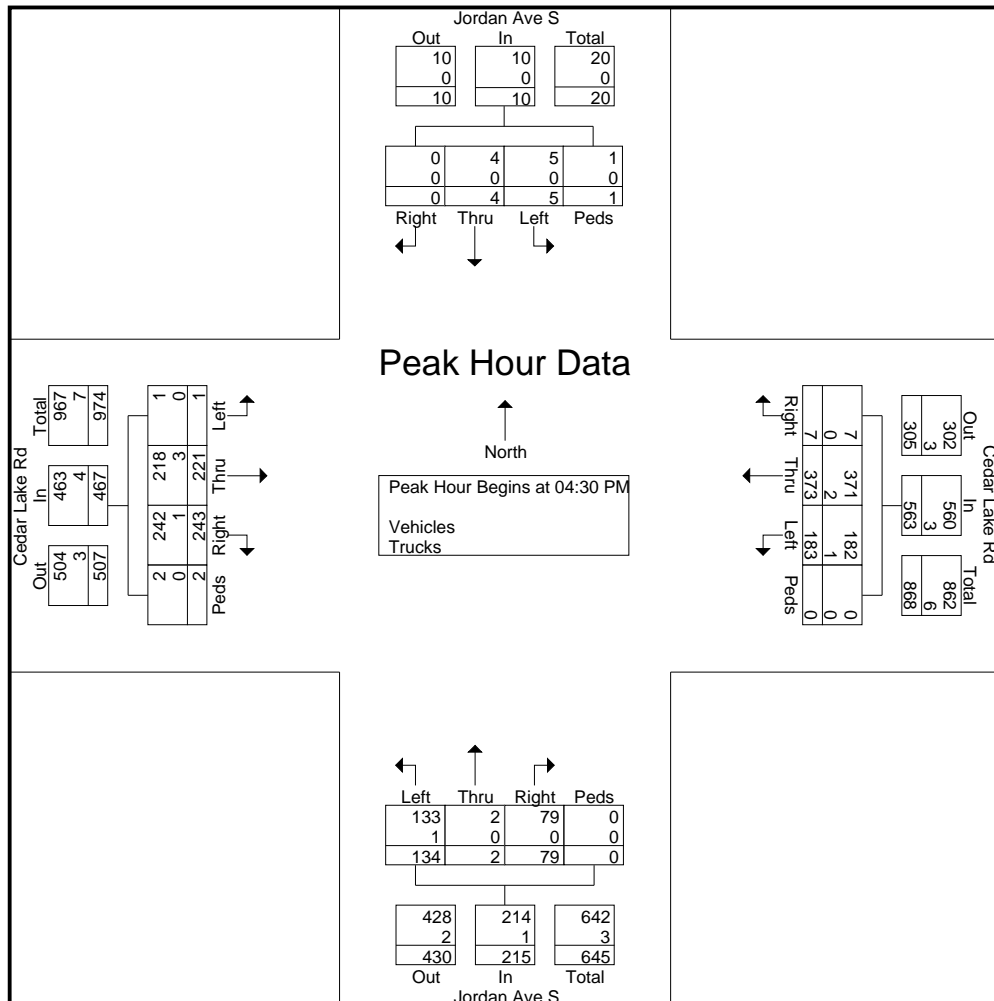 Jordan Ave S
Out In Total
10 10 20
0 0 0
10 10 20
0 4 5 1
0 0 0 0
0 4 5 1
Right Thru Left Peds
Peak Hour Data
North
Peak Hour Begins at 04:30 PM
Vehicles
Trucks
Cedar Lake Rd
Out In Total
504 463 967
3 4 7
507 467 974
Left Thru Right Peds
1 218 242 2
0 3 1 0
1 221 243 2
Cedar Lake Rd
Out In Total
302 560 862
3 3 6
305 563 868
7 371 182 0
0 2 1 0
7 373 183 0
Right Thru Left Peds
Left Thru Right Peds
133 2 79 0
1 0 0 0
134 2 79 0
428 214 642
2 1 3
430 215 645
Out In Total
Jordan Ave S